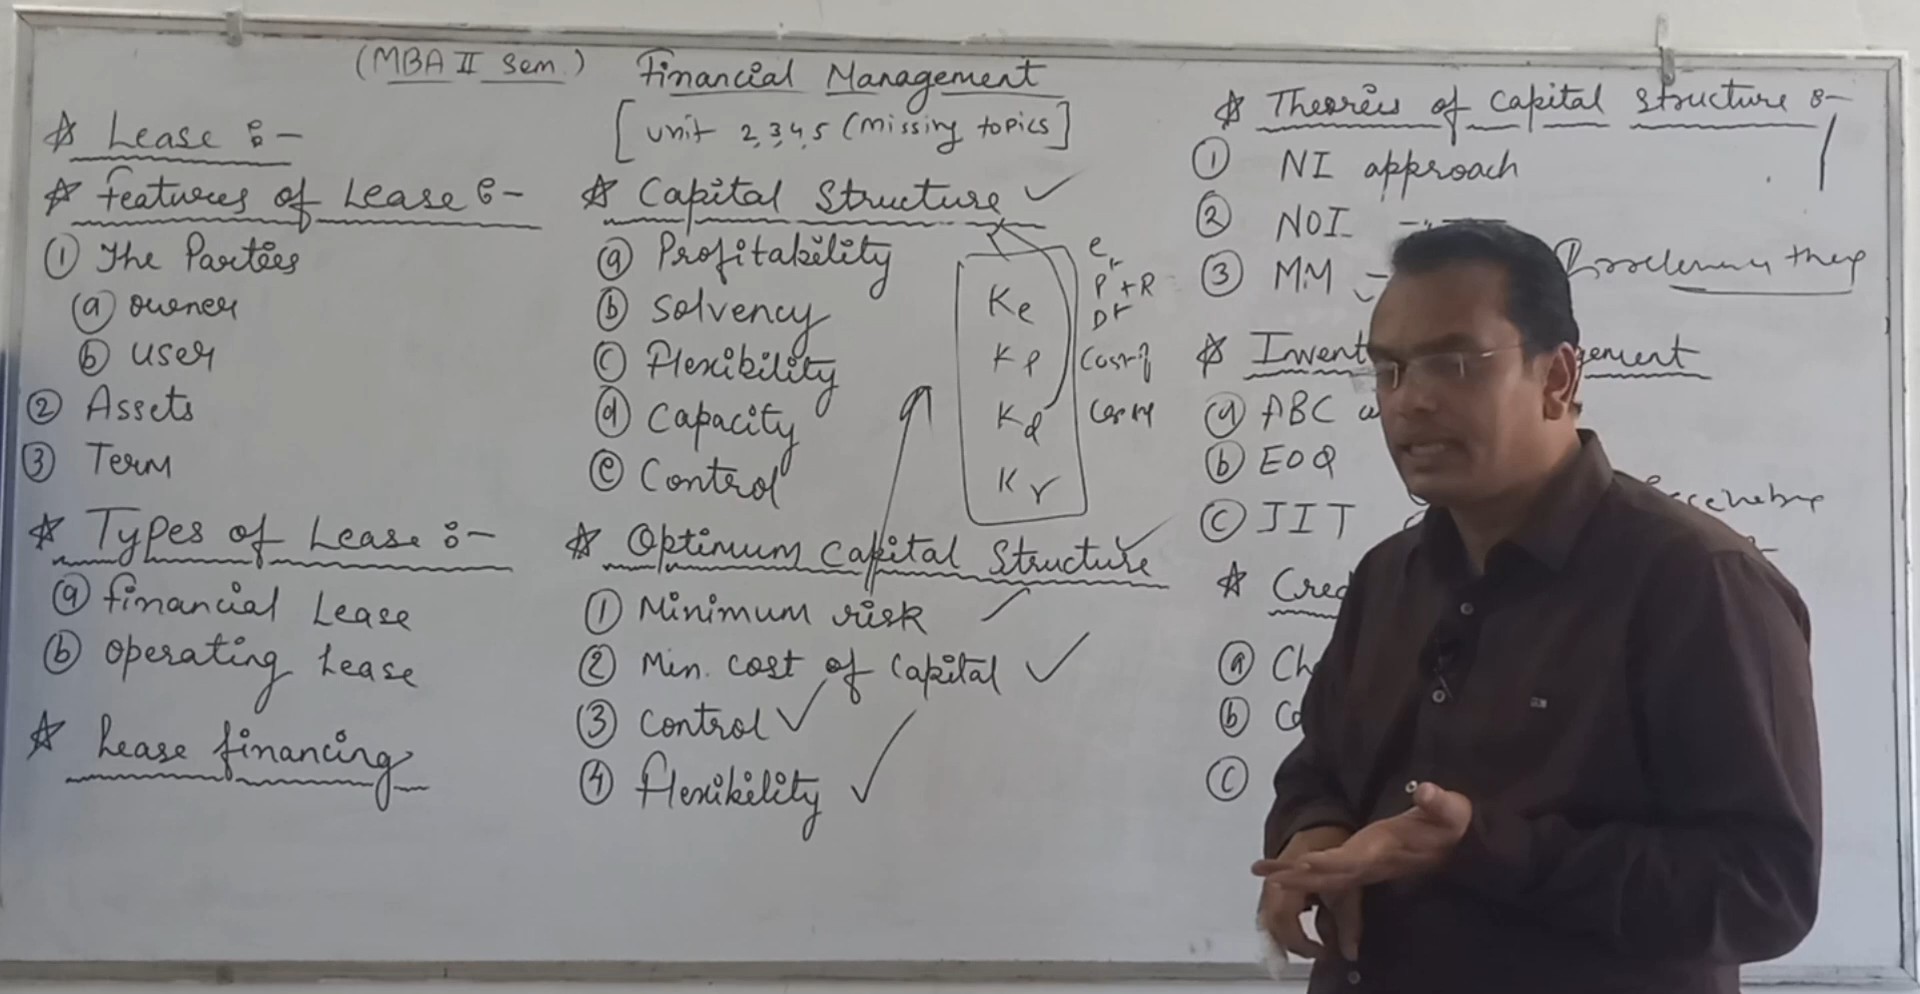 (MBA II Sem.)
Financial Management
[Unit 2,3,4,5 (Missing topics]
☆ Lease :-
☆ Features of Lease :-
① The Parties
(a) owner
(b) user
② Assets
③ Term
☆ Types of Lease :-
(a) financial Lease
(b) operating Lease
☆ Lease financing
☆ Capital Structure ✓
(a) Profitability
(b) Solvency
(c) Flexibility
(d) Capacity
(e) Control
Ke
Kp
Kd
Kr
E
P + R
D
☆ Optimum Capital Structure ✓
① Minimum risk ✓
② Min. cost of Capital ✓
③ Control ✓
④ Flexibility ✓
☆ Theories of Capital Structure :-
① NI approach
② NOI -"-
③ MM -
☆
(a) ABC
(b) EOQ
(c) JIT
☆
(a)
(b)
(c)